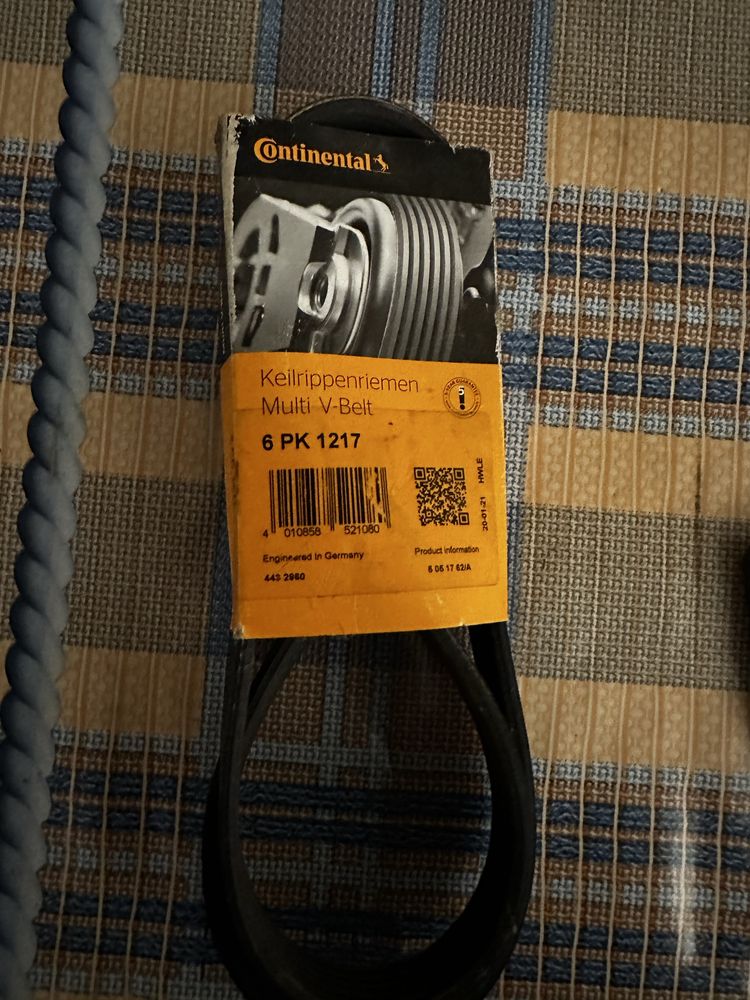 Continental
Keilrippenriemen
Multi V-Belt
6 PK 1217
4 010858 521080
20-01-21 HWLE
Engineered in Germany
Product information
443 2960
6 05 17 62/A